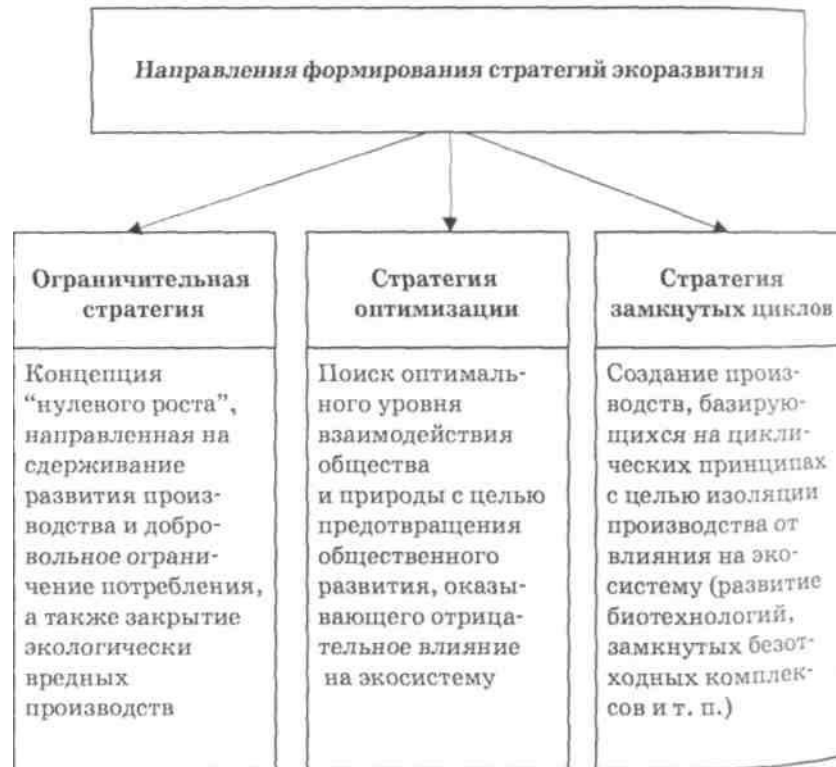 Направления формирования стратегий экоразвития
Ограничительная
стратегия
Концепция
“нулевого роста”,
направленная на
сдерживание
развития произ-
водства и добро-
вольное ограни-
чение потребления,
а также закрытие
экологически
вредных
производств
Стратегия
оптимизации
Поиск оптималь-
ного уровня
взаимодействия
общества
и природы с целью
предотвращения
общественного
развития, оказы-
вающего отрица-
тельное влияние
на экосистему
Стратегия
замкнутых циклов
Создание произ-
водств, базирую-
щихся на цикли-
ческих принципах
с целью изоляции
производства от
влияния на эко-
систему (развитие
биотехнологий,
замкнутых безот-
ходных комплек-
сов и т. п.)